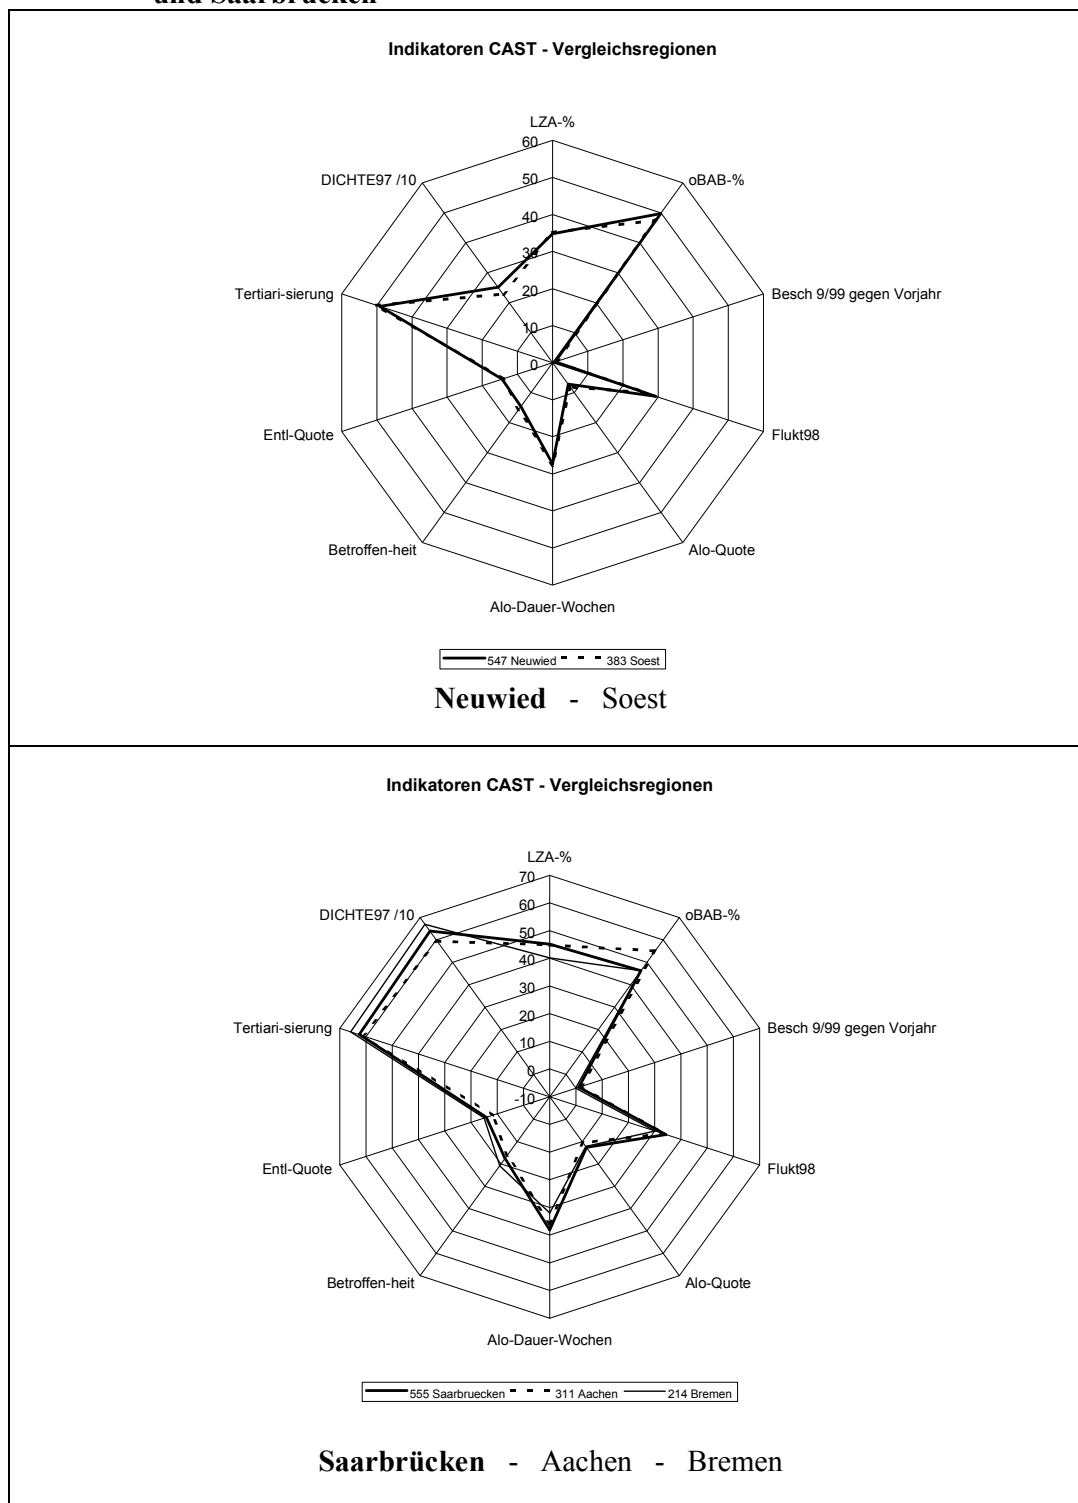 und Saarbrücken
Indikatoren CAST - Vergleichsregionen
LZA-%
oBAB-%
Besch 9/99 gegen Vorjahr
Flukt98
Alo-Quote
Alo-Dauer-Wochen
Betroffen-heit
Entl-Quote
Tertiari-sierung
DICHTE97 /10
60
50
40
30
20
10
0
547 Neuwied 383 Soest
Neuwied - Soest
Indikatoren CAST - Vergleichsregionen
LZA-%
oBAB-%
Besch 9/99 gegen Vorjahr
Flukt98
Alo-Quote
Alo-Dauer-Wochen
Betroffen-heit
Entl-Quote
Tertiari-sierung
DICHTE97 /10
70
60
50
40
30
20
10
0
-10
555 Saarbruecken 311 Aachen 214 Bremen
Saarbrücken - Aachen - Bremen